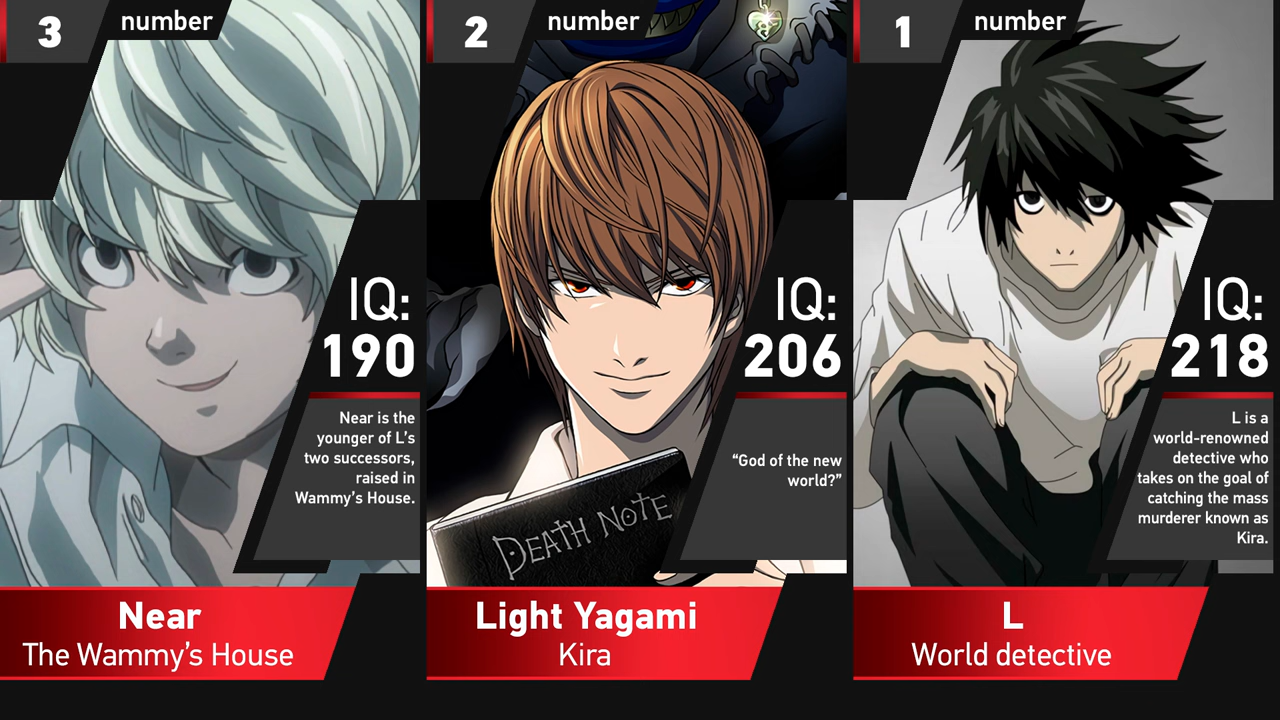 3
number
IQ:
190
Near is the
younger of L's
two successors,
raised in
Wammy's House.
Near
The Wammy's House
2
number
IQ:
206
“God of the new
world?”
DEATH NOTE
Light Yagami
Kira
1
number
IQ:
218
L is a
world-renowned
detective who
takes on the goal of
catching the mass
murderer known as
Kira.
L
World detective